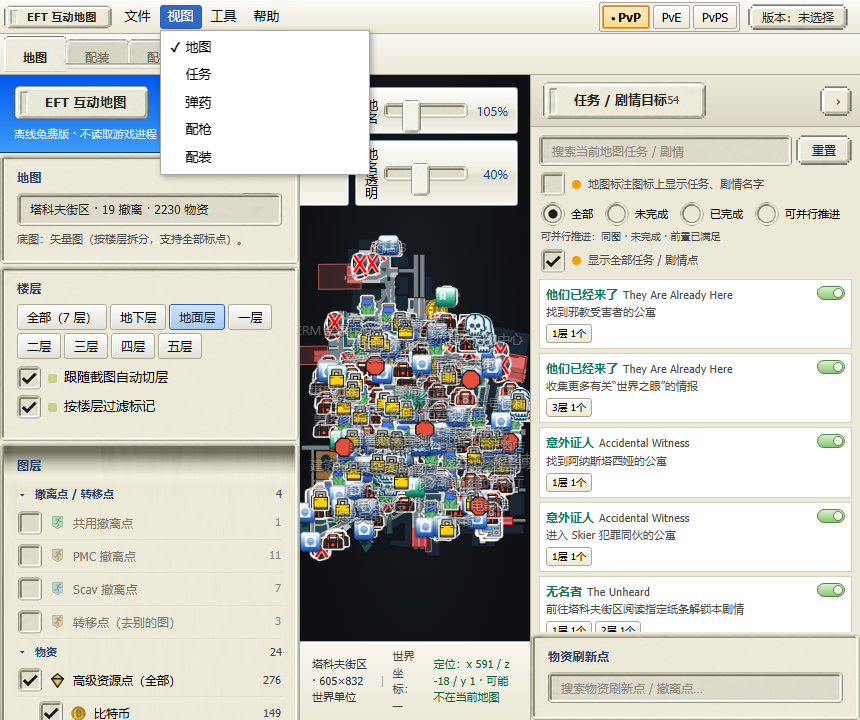 EFT 互动地图 文件 视图 工具 帮助 • PvP PvE PvPS 版本：未选择
✓ 地图
任务
弹药
配枪
配装
地图 配装
EFT 互动地图
离线免费版 · 不读取游戏进程
地图
塔科夫街区 · 19 撤离 · 2230 物资
底图：矢量图（按楼层拆分，支持全部标点）。
楼层
全部（7 层） 地下层 地面层 一层
二层 三层 四层 五层
跟随截图自动切层
按楼层过滤标记
图层
撤离点 / 转移点 4
共用撤离点 1
PMC 撤离点 11
Scav 撤离点 7
转移点（去别的图） 3
物资 24
高级资源点（全部） 276
比特币 149
105%
透明 40%
塔科夫街区 · 605×832 世界单位
世界坐标：—
定位：x 591 / z -18 / y 1 · 可能不在当前地图
任务 / 剧情目标54 ›
搜索当前地图任务 / 剧情 重置
地图标注图标上显示任务、剧情名字
全部 未完成 已完成 可并行推进
可并行推进：同图 · 未完成 · 前置已满足
显示全部任务 / 剧情点
他们已经来了 They Are Already Here
找到邪教受害者的公寓
1层 1个
他们已经来了 They Are Already Here
收集更多有关“世界之眼”的情报
3层 1个
意外证人 Accidental Witness
找到阿纳斯塔西娅的公寓
1层 1个
意外证人 Accidental Witness
进入 Skier 犯罪同伙的公寓
1层 1个
无名者 The Unheard
前往塔科夫街区阅读指定纸条解锁本剧情
1层 1个 2层 1个
物资刷新点
搜索物资刷新点 / 撤离点...